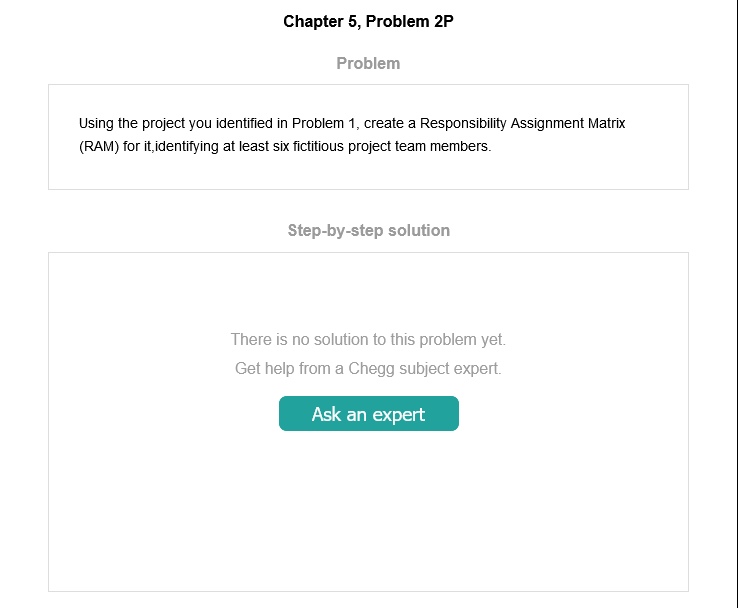 Chapter 5, Problem 2P
Problem
Using the project you identified in Problem 1, create a Responsibility Assignment Matrix
(RAM) for it,identifying at least six fictitious project team members.
Step-by-step solution
There is no solution to this problem yet.
Get help from a Chegg subject expert.
Ask an expert